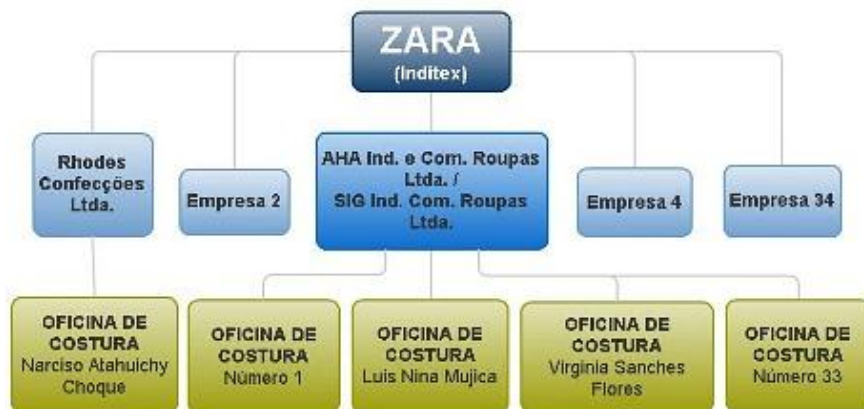 ZARA
(Inditex)
Rhodes
Confecções
Ltda.
Empresa 2
AHA Ind. e Com. Roupas
Ltda. /
SIG Ind. Com. Roupas
Ltda.
Empresa 4
Empresa 34
OFICINA DE
COSTURA
Narciso Atahuichy
Choque
OFICINA DE
COSTURA
Número 1
OFICINA DE
COSTURA
Luis Nina Mujica
OFICINA DE
COSTURA
Virginia Sanches
Flores
OFICINA DE
COSTURA
Número 33